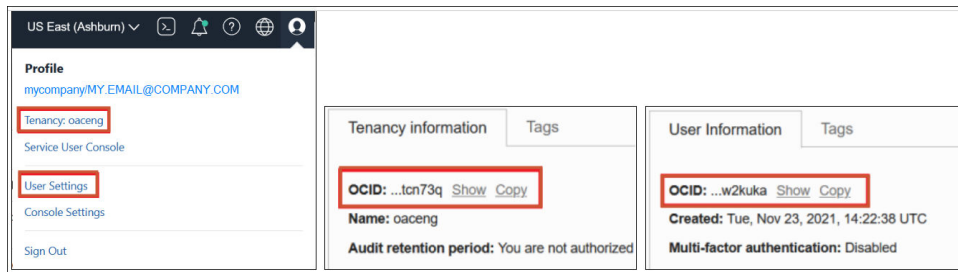 US East (Ashburn)
Profile
mycompany/MY.EMAIL@COMPANY.COM
Tenancy: oaceng
Service User Console
User Settings
Console Settings
Sign Out
Tenancy information Tags
OCID: ...tcn73q Show Copy
Name: oaceng
Audit retention period: You are not authorized
User Information Tags
OCID: ...w2kuka Show Copy
Created: Tue, Nov 23, 2021, 14:22:38 UTC
Multi-factor authentication: Disabled